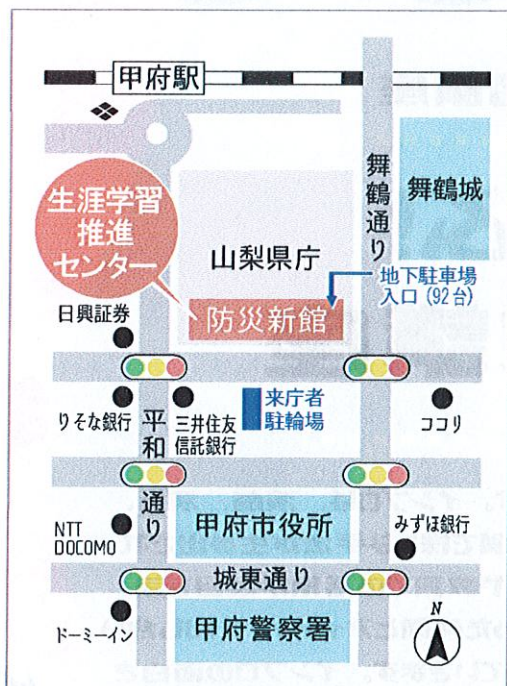 甲府駅
舞鶴通り
舞鶴城
生涯学習
推進
センター
山梨県庁
地下駐車場
入口(92台)
防災新館
日興証券
りそな銀行
平和通り
三井住友
信託銀行
来庁者
駐輪場
ココリ
NTT
DOCOMO
甲府市役所
みずほ銀行
城東通り
ドーミーイン
甲府警察署
N